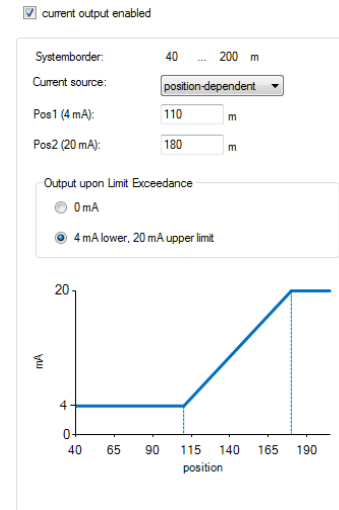 current output enabled
Systemborder: 40 ... 200 m
Current source: position-dependent
Pos1 (4 mA): 110 m
Pos2 (20 mA): 180 m
Output upon Limit Exceedance
0 mA
4 mA lower, 20 mA upper limit
20
mA
4
0
40 65 90 115 140 165 190
position